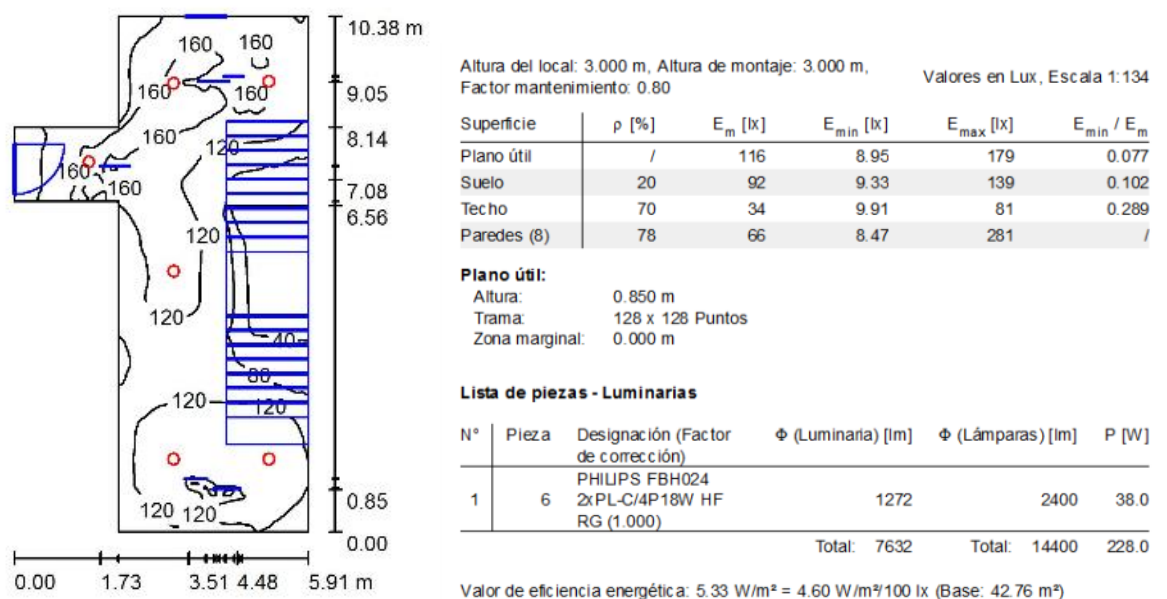 160
160
10.38 m
160
160
9.05
160
8.14
120
160
160
7.08
6.56
120
120
40
80
120
120
120
120
0.85
0.00
0.00 1.73 3.51 4.48 5.91 m
Altura del local: 3.000 m, Altura de montaje: 3.000 m,
Factor mantenimiento: 0.80
Valores en Lux, Escala 1:134
Superficie ρ [%] Em [lx] Emin [lx] Emax [lx] Emin / Em
Plano útil / 116 8.95 179 0.077
Suelo 20 92 9.33 139 0.102
Techo 70 34 9.91 81 0.289
Paredes (8) 78 66 8.47 281 /
Plano útil:
Altura: 0.850 m
Trama: 128 x 128 Puntos
Zona marginal: 0.000 m
Lista de piezas - Luminarias
N° Pieza Designación (Factor de corrección) Φ (Luminaria) [lm] Φ (Lámparas) [lm] P [W]
PHILIPS FBH024
1 6 2xPL-C/4P18W HF 1272 2400 38.0
RG (1.000)
Total: 7632 Total: 14400 228.0
Valor de eficiencia energética: 5.33 W/m² = 4.60 W/m²/100 lx (Base: 42.76 m²)